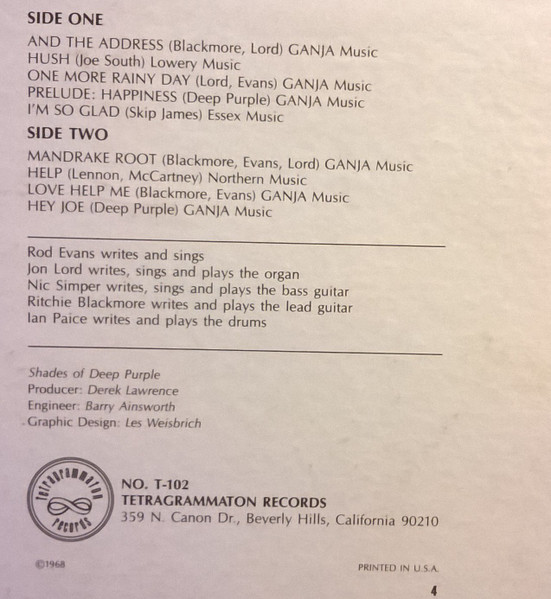 SIDE ONE
AND THE ADDRESS (Blackmore, Lord) GANJA Music
HUSH (Joe South) Lowery Music
ONE MORE RAINY DAY (Lord, Evans) GANJA Music
PRELUDE: HAPPINESS (Deep Purple) GANJA Music
I'M SO GLAD (Skip James) Essex Music
SIDE TWO
MANDRAKE ROOT (Blackmore, Evans, Lord) GANJA Music
HELP (Lennon, McCartney) Northern Music
LOVE HELP ME (Blackmore, Evans) GANJA Music
HEY JOE (Deep Purple) GANJA Music
Rod Evans writes and sings
Jon Lord writes, sings and plays the organ
Nic Simper writes, sings and plays the bass guitar
Ritchie Blackmore writes and plays the lead guitar
Ian Paice writes and plays the drums
Shades of Deep Purple
Producer: Derek Lawrence
Engineer: Barry Ainsworth
Graphic Design: Les Weisbrich
tetragrammaton
records
NO. T-102
TETRAGRAMMATON RECORDS
359 N. Canon Dr., Beverly Hills, California 90210
©1968
PRINTED IN U.S.A.
4